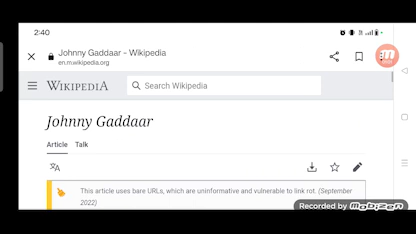 2:40
Johnny Gaddaar - Wikipedia
en.m.wikipedia.org
WIKIPEDIA
Search Wikipedia
Johnny Gaddaar
Article Talk
This article uses bare URLs, which are uninformative and vulnerable to link rot. (September
2022)
Recorded by Mobizen